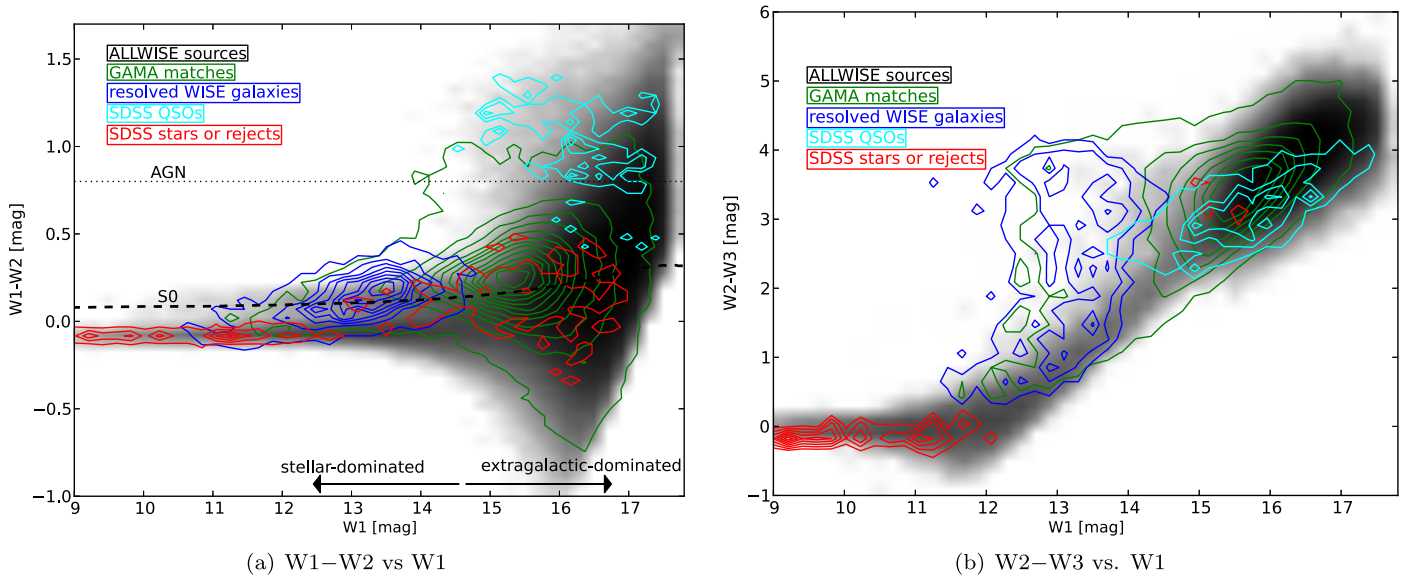 1.5
1.0
0.5
0.0
−0.5
−1.0
W1-W2 [mag]
ALLWISE sources
GAMA matches
resolved WISE galaxies
SDSS QSOs
SDSS stars or rejects
AGN
S0
stellar-dominated
extragalactic-dominated
9 10 11 12 13 14 15 16 17
W1 [mag]
(a) W1−W2 vs W1
6
5
4
3
2
1
0
−1
W2-W3 [mag]
ALLWISE sources
GAMA matches
resolved WISE galaxies
SDSS QSOs
SDSS stars or rejects
9 10 11 12 13 14 15 16 17
W1 [mag]
(b) W2−W3 vs. W1